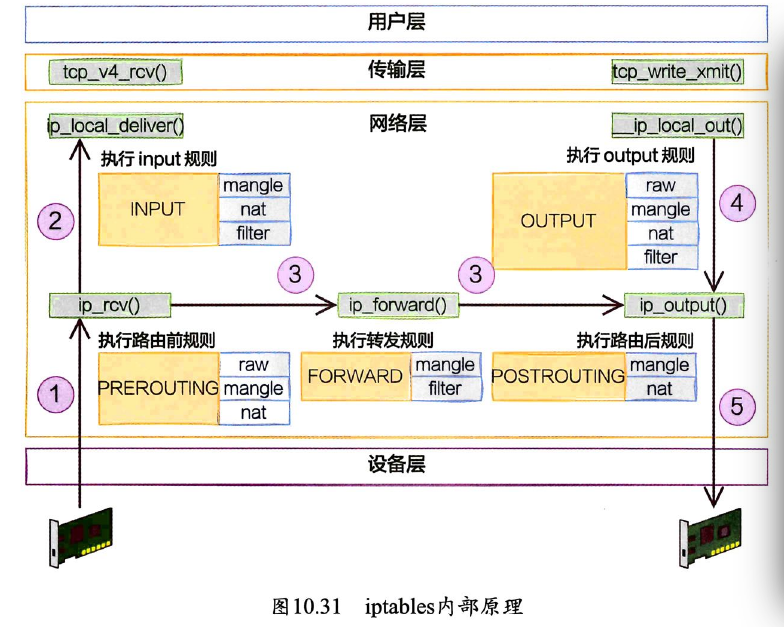 用户层
tcp_v4_rcv()
传输层
tcp_write_xmit()
ip_local_deliver()
网络层
__ip_local_out()
执行 input 规则
执行 output 规则
INPUT
mangle
nat
filter
OUTPUT
raw
mangle
nat
filter
2
4
3
3
ip_rcv()
ip_forward()
ip_output()
执行路由前规则
执行转发规则
执行路由后规则
1
PREROUTING
raw
mangle
nat
FORWARD
mangle
filter
POSTROUTING
mangle
nat
5
设备层
图10.31 iptables内部原理